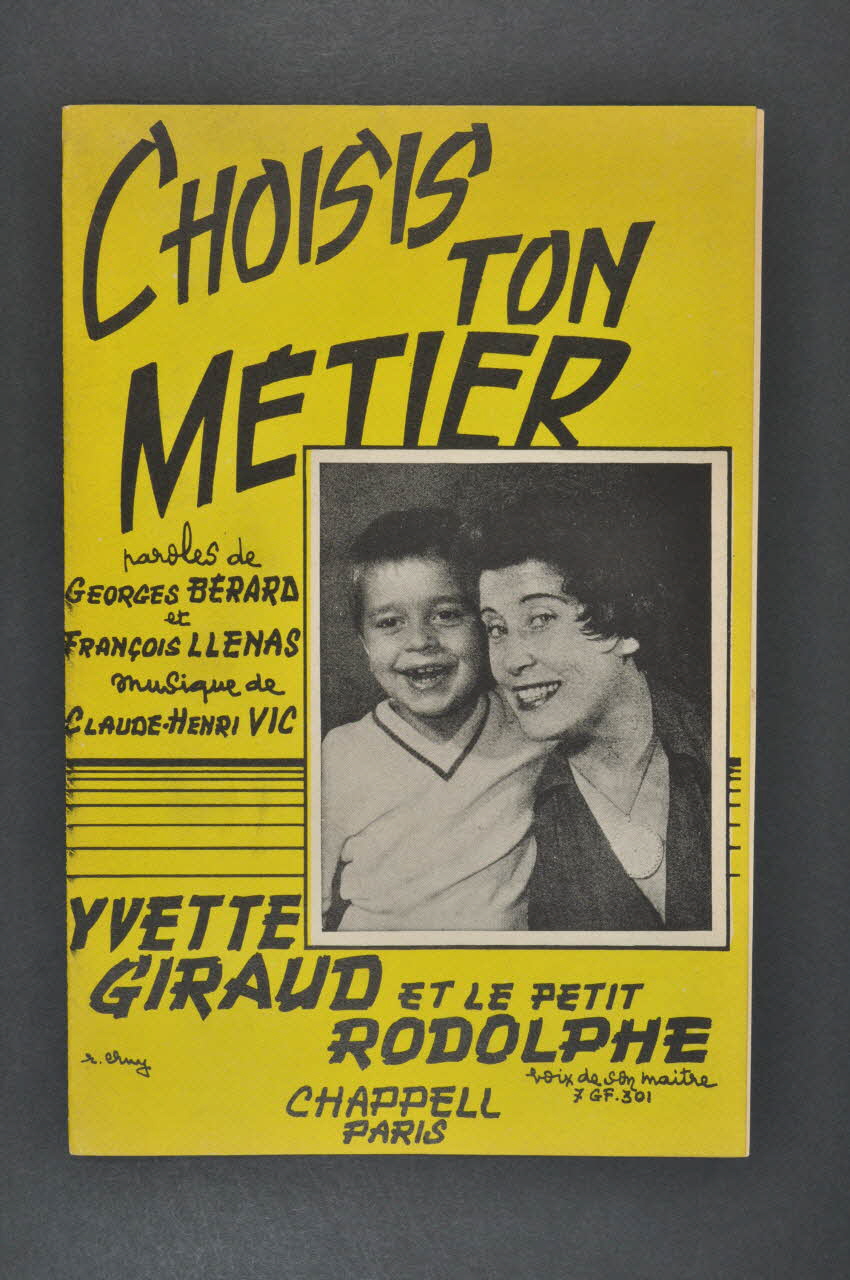 CHOISIS
TON
MÉTIER
paroles de
GEORGES BÉRARD
et
FRANÇOIS LLENAS
musique de
CLAUDE-HENRI VIC
YVETTE
GIRAUD ET LE PETIT
RODOLPHE
voix de son maitre
7 GF.301
CHAPPELL
PARIS